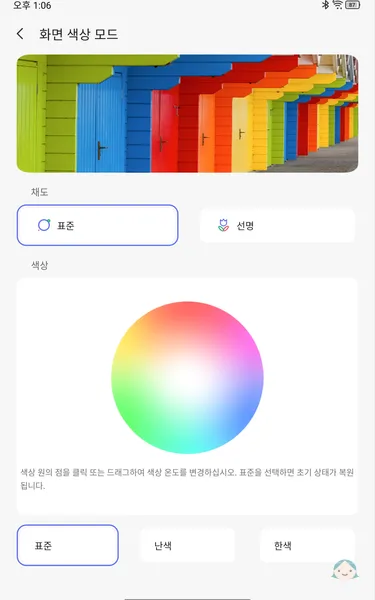 오후 1:06
87
화면 색상 모드
채도
표준
선명
색상
색상 원의 점을 클릭 또는 드래그하여 색상 온도를 변경하십시오. 표준을 선택하면 초기 상태가 복원
됩니다.
표준
난색
한색